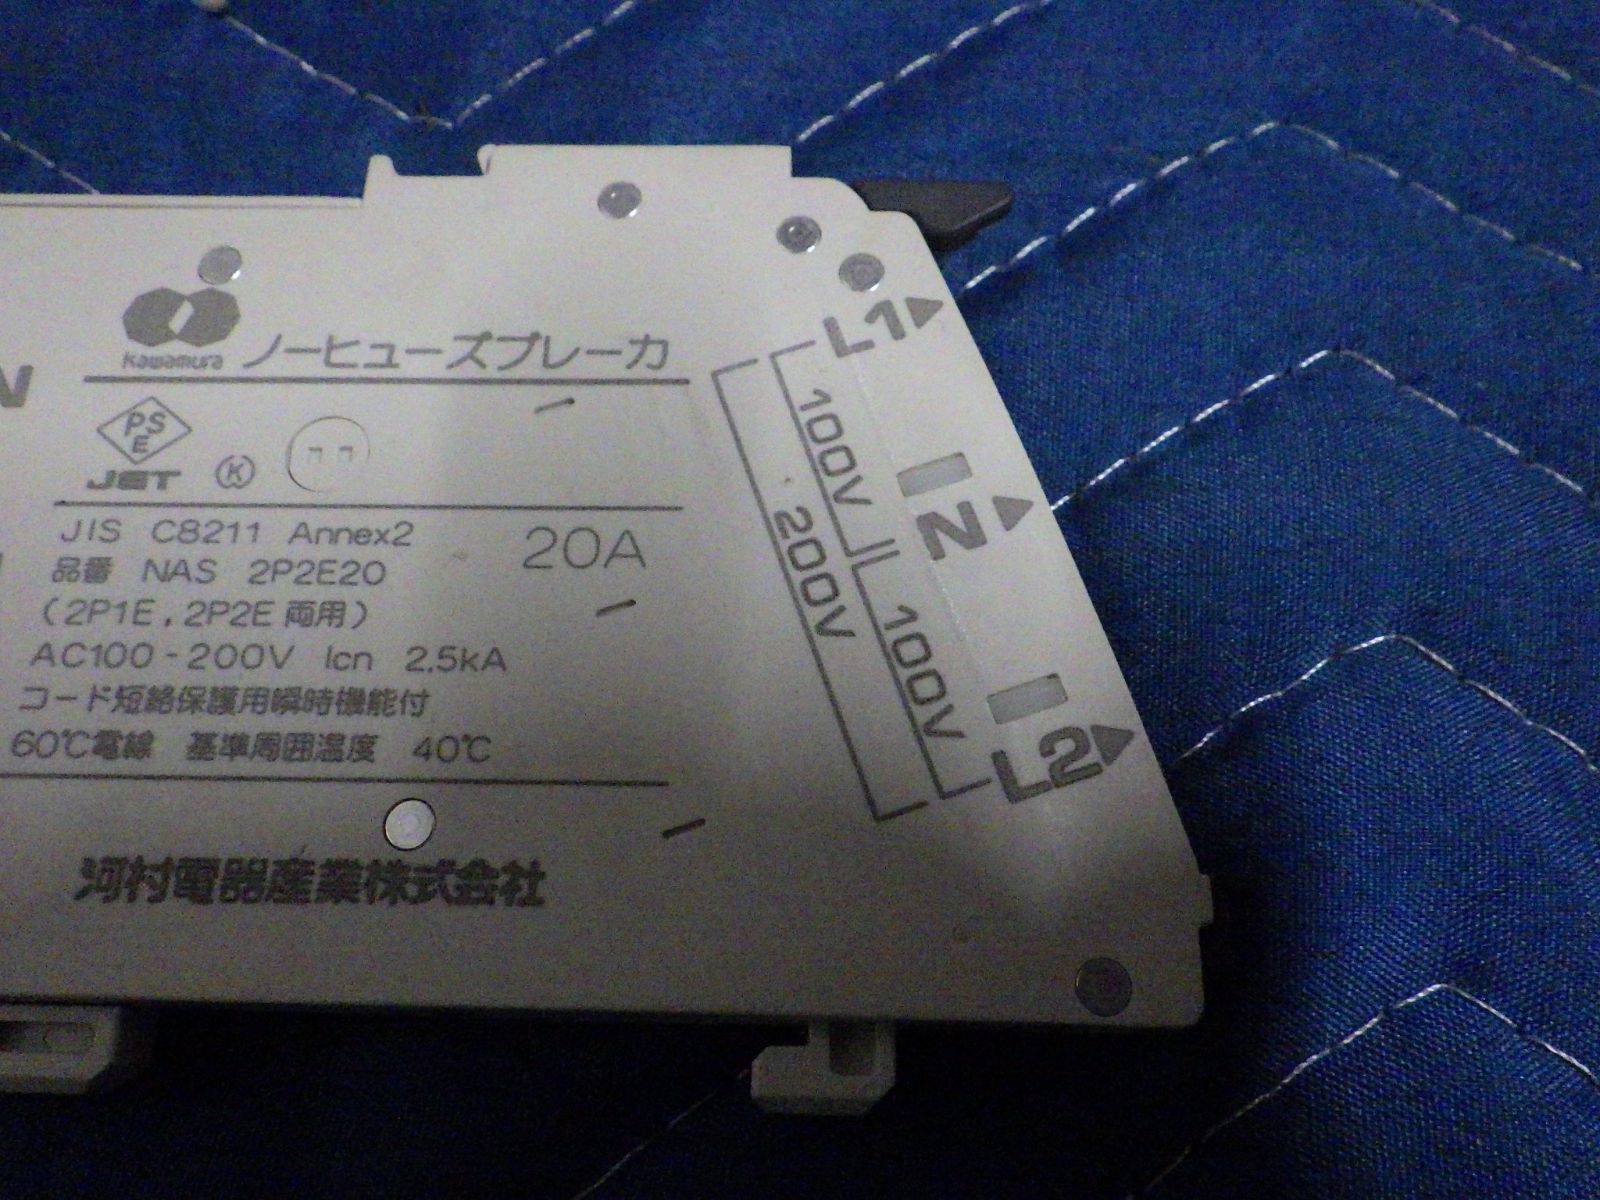 Kawamura ノーヒューズブレーカ
N
PS
E
JET
K
JIS C8211 Annex2
20A
品番 NAS 2P2E20
(2P1E,2P2E 両用)
AC100-200V Icn 2.5kA
コード短絡保護用瞬時機能付
60℃電線 基準周囲温度 40℃
河村電器産業株式会社
L1
100V
N
200V
100V
L2